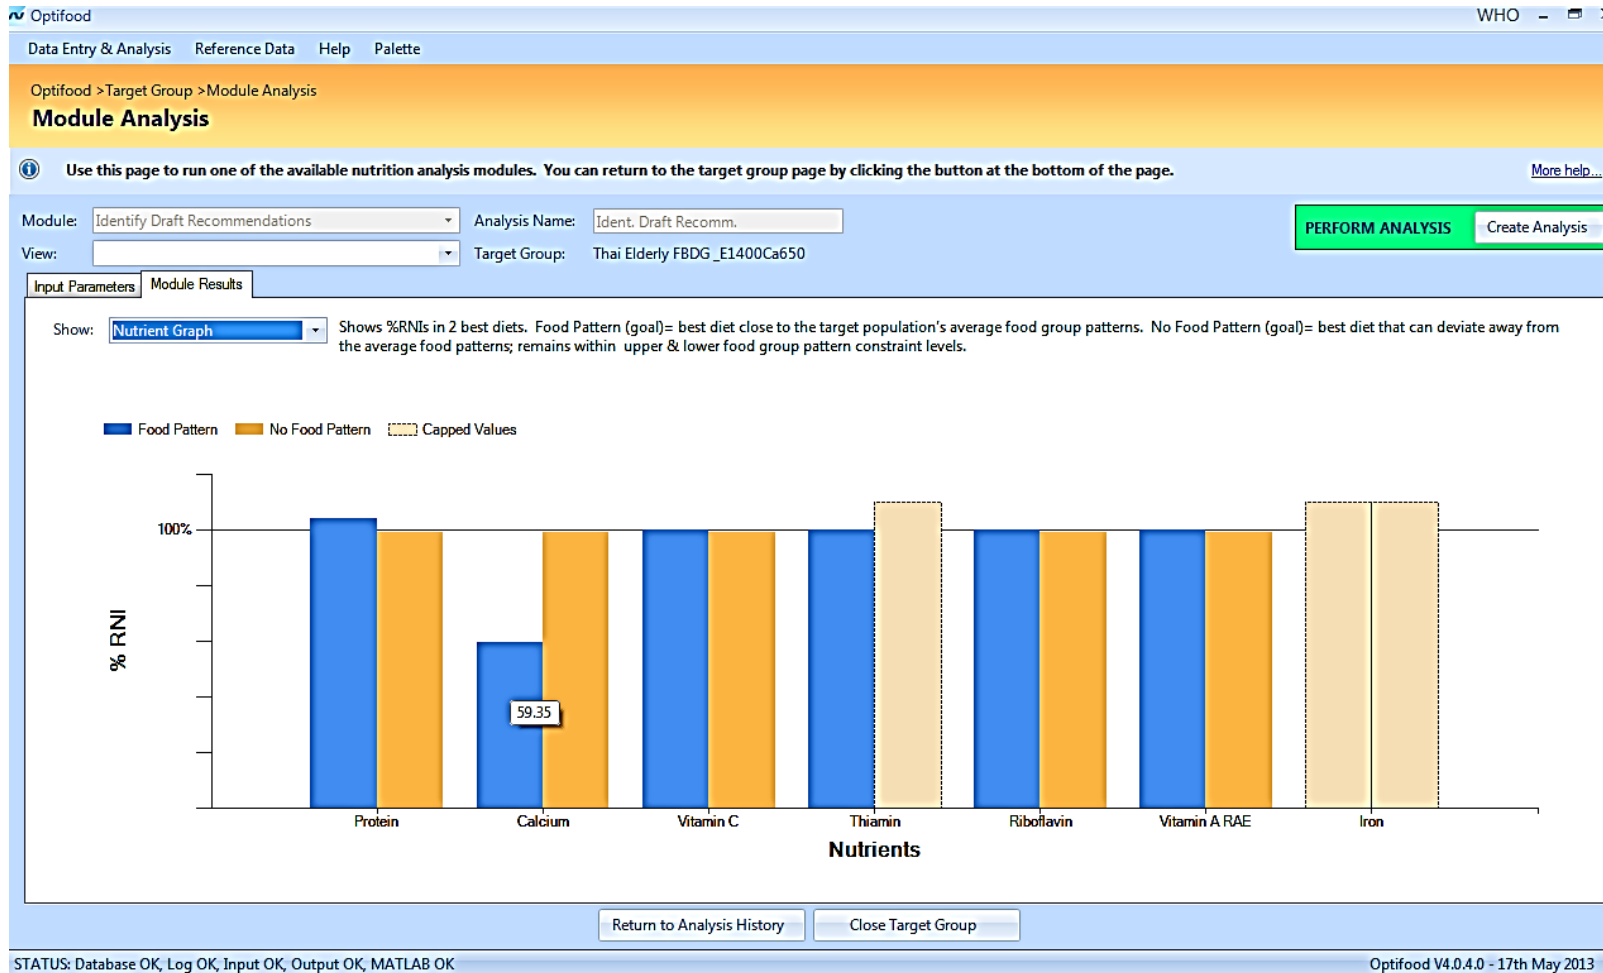 Optifood WHO
Data Entry & Analysis Reference Data Help Palette
Optifood >Target Group >Module Analysis
Module Analysis
Use this page to run one of the available nutrition analysis modules. You can return to the target group page by clicking the button at the bottom of the page. More help...
Module: Identify Draft Recommendations Analysis Name: Ident. Draft Recomm. PERFORM ANALYSIS Create Analysis
View: Target Group: Thai Elderly FBDG _E1400Ca650
Input Parameters Module Results
Show: Nutrient Graph Shows %RNIs in 2 best diets. Food Pattern (goal)= best diet close to the target population's average food group patterns. No Food Pattern (goal)= best diet that can deviate away from
the average food patterns; remains within upper & lower food group pattern constraint levels.
Food Pattern No Food Pattern Capped Values
100%
% RNI
59.35
Protein Calcium Vitamin C Thiamin Riboflavin Vitamin A RAE Iron
Nutrients
Return to Analysis History Close Target Group
STATUS: Database OK, Log OK, Input OK, Output OK, MATLAB OK Optifood V4.0.4.0 - 17th May 2013